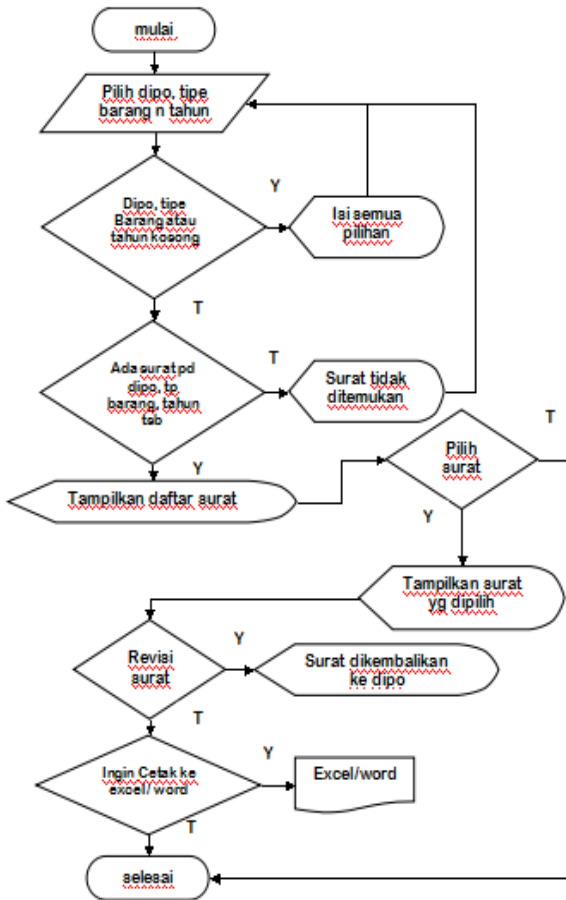 mulai
Pilih dipo, tipe
barang n tahun
Dipo, tipe
Barang atau
tahun kosong
Y
Isi semua
pilihan
T
Ada surat pd
dipo, tp
barang, tahun
tsb
T
Surat tidak
ditemukan
Y
Tampilkan daftar surat
Pilih
surat
T
Y
Tampilkan surat
yg dipilih
Revisi
surat
Y
Surat dikembalikan
ke dipo
T
Ingin Cetak ke
excel/ word
Y
Excel/word
T
selesai